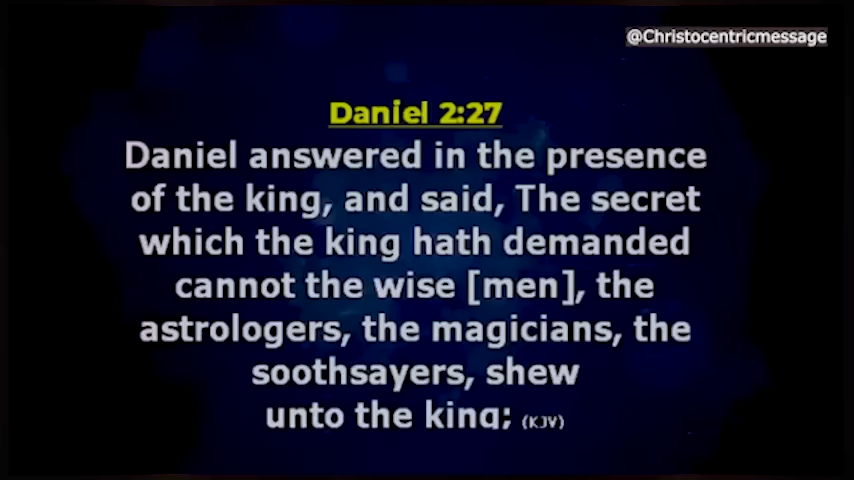 @Christocentricmessage
Daniel 2:27
Daniel answered in the presence
of the king, and said, The secret
which the king hath demanded
cannot the wise [men], the
astrologers, the magicians, the
soothsayers, shew
unto the king; (KJV)